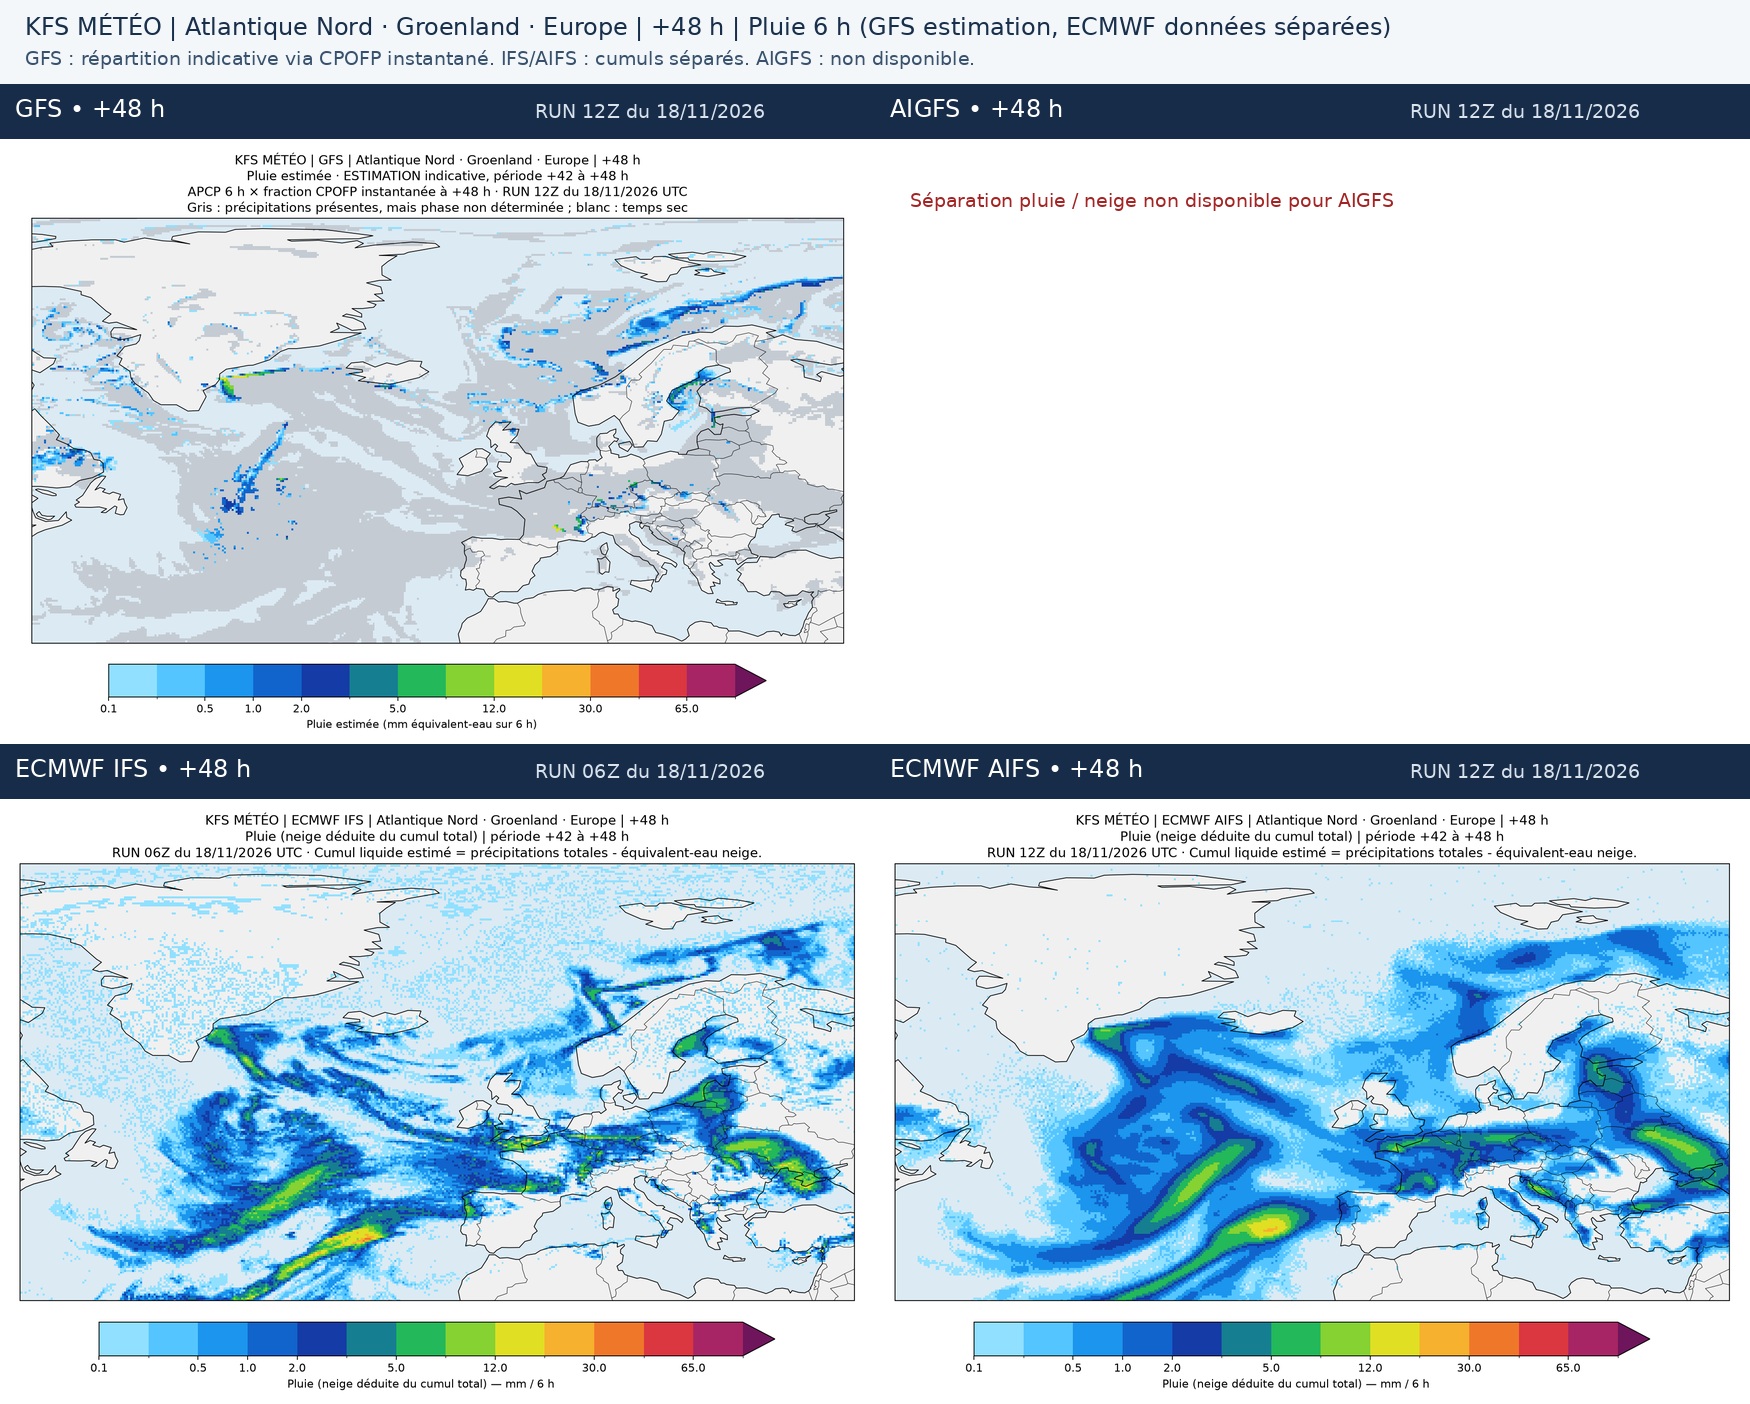 KFS MÉTÉO | Atlantique Nord · Groenland · Europe | +48 h | Pluie 6 h (GFS estimation, ECMWF données séparées)
GFS : répartition indicative via CPOFP instantané. IFS/AIFS : cumuls séparés. AIGFS : non disponible.
GFS • +48 h
RUN 12Z du 18/11/2026
AIGFS • +48 h
RUN 12Z du 18/11/2026
KFS MÉTÉO | GFS | Atlantique Nord · Groenland · Europe | +48 h
Pluie estimée · ESTIMATION indicative, période +42 à +48 h
APCP 6 h × fraction CPOFP instantanée à +48 h · RUN 12Z du 18/11/2026 UTC
Gris : précipitations présentes, mais phase non déterminée ; blanc : temps sec
Séparation pluie / neige non disponible pour AIGFS
0.1 0.5 1.0 2.0 5.0 12.0 30.0 65.0
Pluie estimée (mm équivalent-eau sur 6 h)
ECMWF IFS • +48 h
RUN 06Z du 18/11/2026
ECMWF AIFS • +48 h
RUN 12Z du 18/11/2026
KFS MÉTÉO | ECMWF IFS | Atlantique Nord · Groenland · Europe | +48 h
Pluie (neige déduite du cumul total) | période +42 à +48 h
RUN 06Z du 18/11/2026 UTC · Cumul liquide estimé = précipitations totales - équivalent-eau neige.
0.1 0.5 1.0 2.0 5.0 12.0 30.0 65.0
Pluie (neige déduite du cumul total) — mm / 6 h
KFS MÉTÉO | ECMWF AIFS | Atlantique Nord · Groenland · Europe | +48 h
Pluie (neige déduite du cumul total) | période +42 à +48 h
RUN 12Z du 18/11/2026 UTC · Cumul liquide estimé = précipitations totales - équivalent-eau neige.
0.1 0.5 1.0 2.0 5.0 12.0 30.0 65.0
Pluie (neige déduite du cumul total) — mm / 6 h